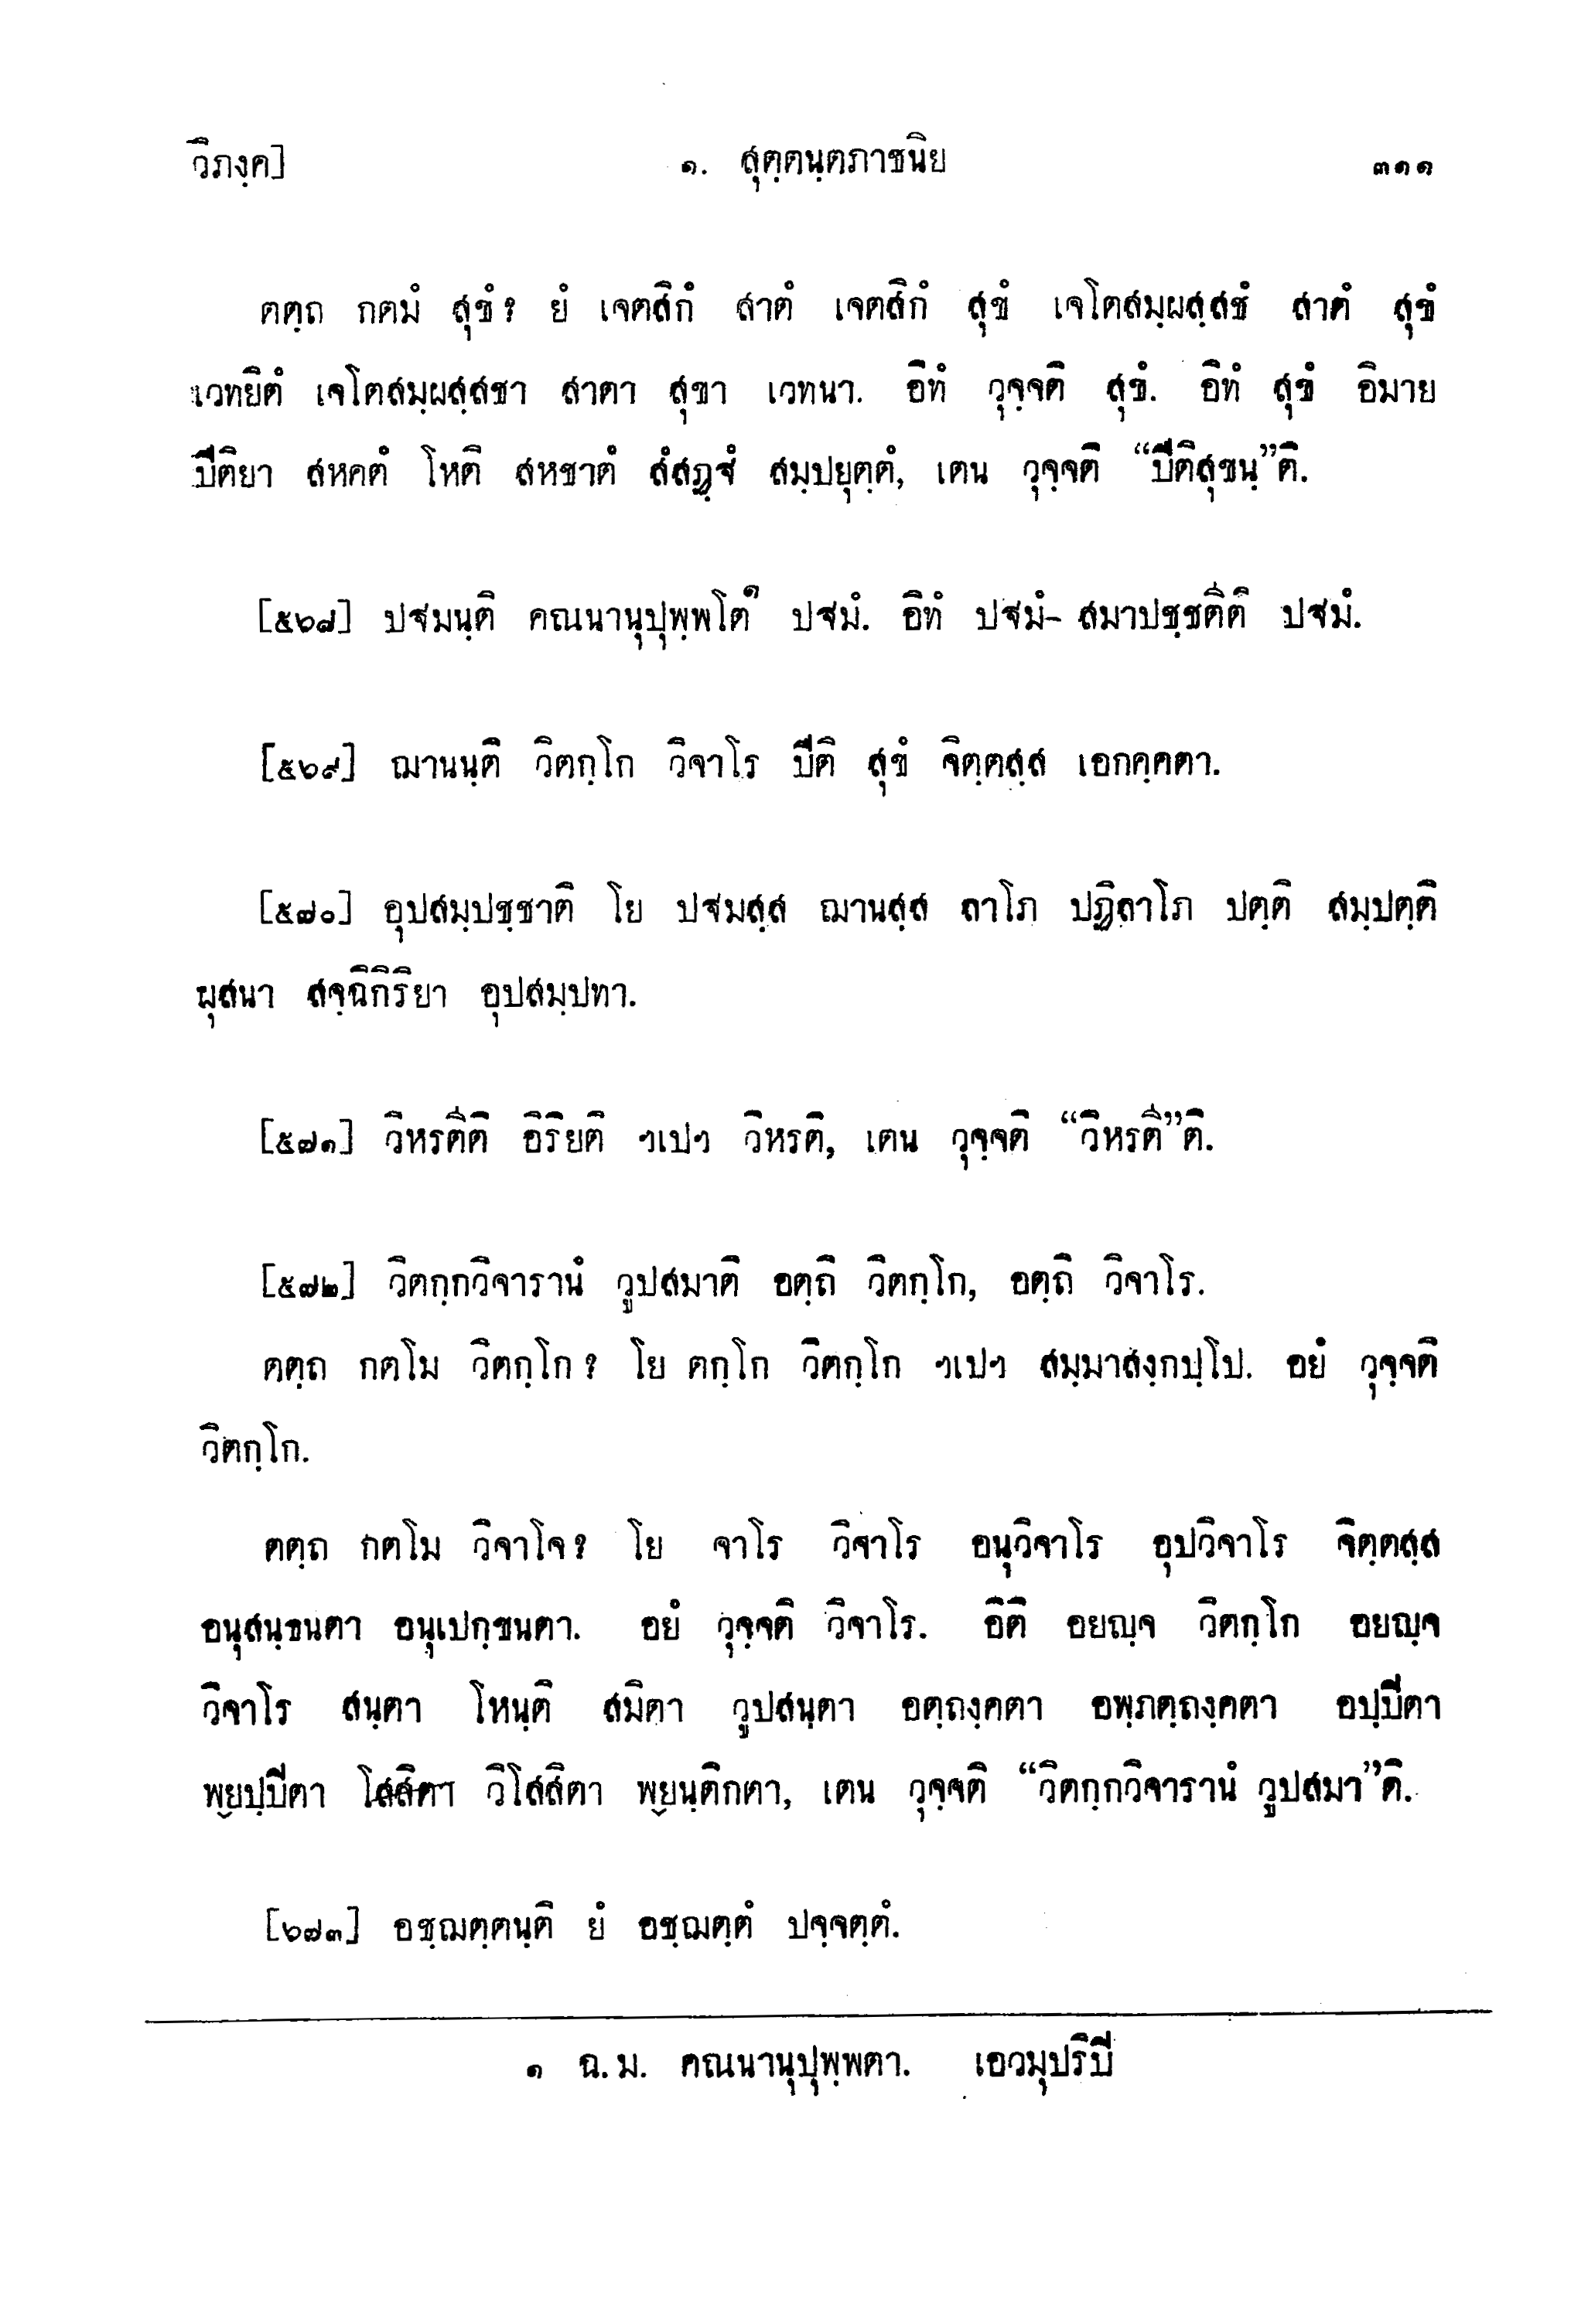 วิภงฺค] ๑. สุตฺตนฺตภาชนีย ๓๑๑
ตตฺถ กตมํ สุขํ? ยํ เจตสิกํ สาตํ เจตสิกํ สุขํ เจโตสมฺผสฺสชํ สาตํ สุขํ
เวทยิตํ เจโตสมฺผสฺสชา สาตา สุขา เวทนา. อิทํ วุจฺจติ สุขํ. อิทํ สุขํ อิมาย
ปีติยา สหคตํ โหติ สหชาตํ สํสฏฺฐํ สมฺปยุตฺตํ, เตน วุจฺจติ “ปีติสุขนฺ”ติ.
[๕๖๘] ปฐมนฺติ คณนานุปุพฺพโต๑ ปฐมํ. อิทํ ปฐมํ- สมาปชฺชตีติ ปฐมํ.
[๕๖๙] ฌานนฺติ วิตกฺโก วิจาโร ปีติ สุขํ จิตฺตสฺส เอกคฺคตา.
[๕๗๐] อุปสมฺปชฺชาติ โย ปฐมสฺส ฌานสฺส ลาโภ ปฏิลาโภ ปตฺติ สมฺปตฺติ
ผุสนา สจฺฉิกิริยา อุปสมฺปทา.
[๕๗๑] วิหรตีติ อิริยติ ฯเปฯ วิหรติ, เตน วุจฺจติ “วิหรตี”ติ.
[๕๗๒] วิตกฺกวิจารานํ วูปสมาติ อตฺถิ วิตกฺโก, อตฺถิ วิจาโร.
ตตฺถ กตโม วิตกฺโก? โย ตกฺโก วิตกฺโก ฯเปฯ สมฺมาสงฺกปฺโป. อยํ วุจฺจติ
วิตกฺโก.
ตตฺถ กตโม วิจาโจ? โย จาโร วิจาโร อนุวิจาโร อุปวิจาโร จิตฺตสฺส
อนุสนฺธนตา อนุเปกฺขนตา. อยํ วุจฺจติ วิจาโร. อิติ อยญฺจ วิตกฺโก อยญฺจ
วิจาโร สนฺตา โหนฺติ สมิตา วูปสนฺตา อตฺถงฺคตา อพฺภตฺถงฺคตา อปฺปิตา
พฺยปฺปิตา โสสิตา วิโสสิตา พฺยนฺติกตา, เตน วุจฺจติ “วิตกฺกวิจารานํ วูปสมา”ติ.
[๖๗๓] อชฺฌตฺตนฺติ ยํ อชฺฌตฺตํ ปจฺจตฺตํ.
๑ ฉ.ม. คณนานุปุพฺพตา. เอวมุปริปี